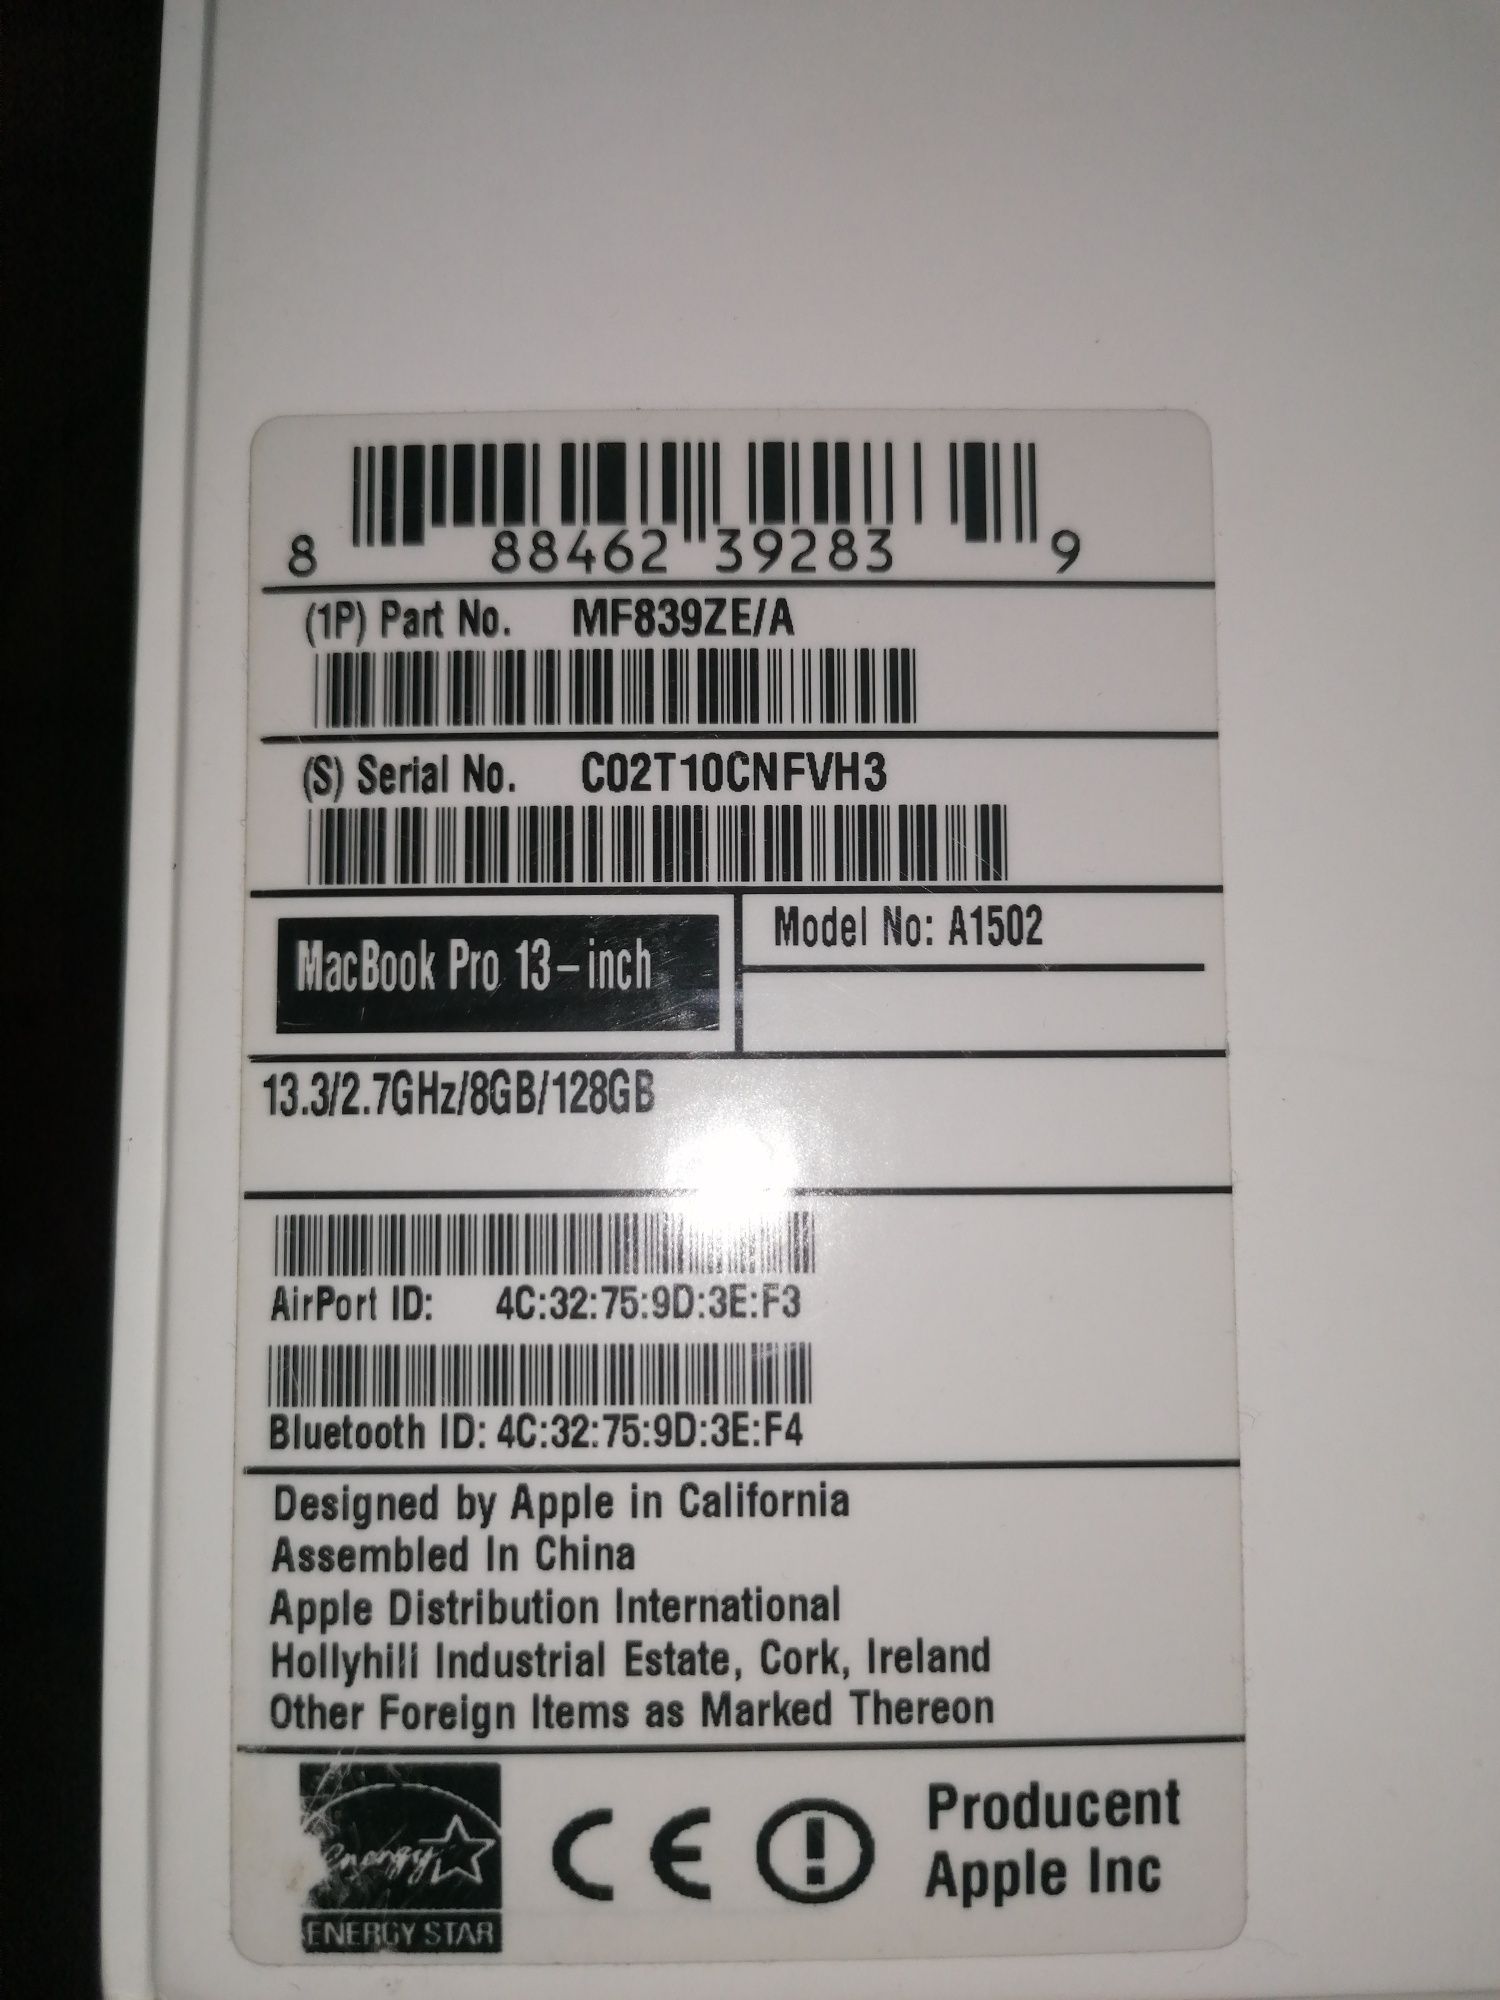 8 88462 39283 9
(1P) Part No. MF839ZE/A
(S) Serial No. C02T10CNFVH3
MacBook Pro 13-inch
Model No: A1502
13.3/2.7GHz/8GB/128GB
AirPort ID: 4C:32:75:9D:3E:F3
Bluetooth ID: 4C:32:75:9D:3E:F4
Designed by Apple in California
Assembled In China
Apple Distribution International
Hollyhill Industrial Estate, Cork, Ireland
Other Foreign Items as Marked Thereon
energy
ENERGY STAR
CE
Producent
Apple Inc